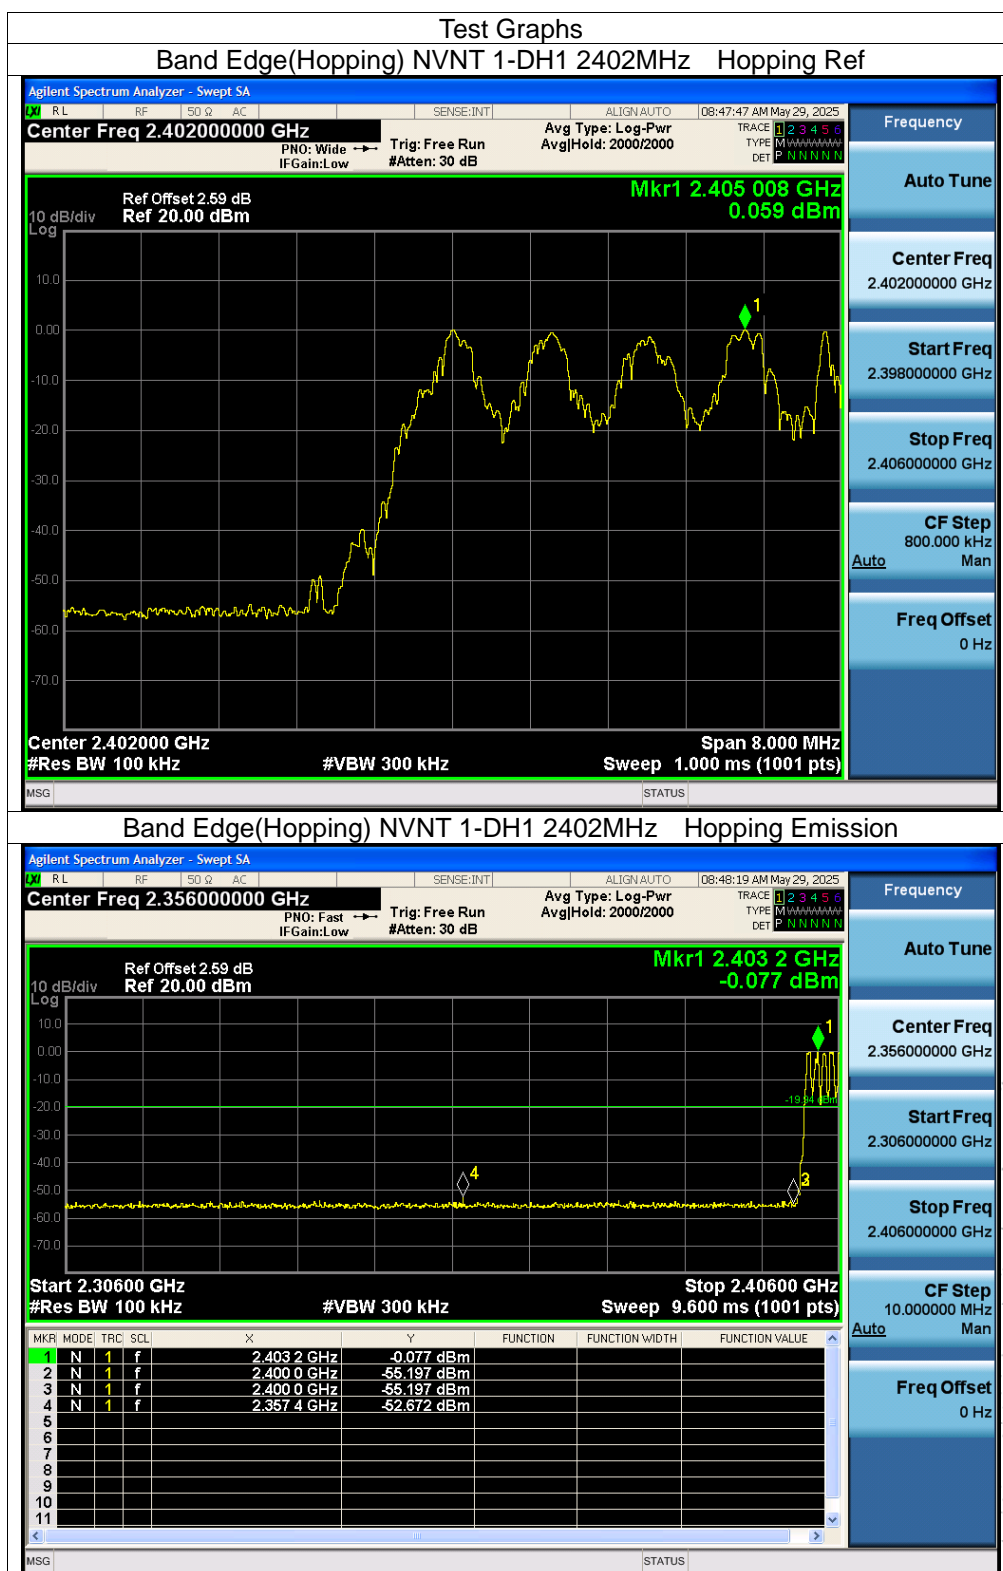 Test Graphs
Band Edge(Hopping) NVNT 1-DH1 2402MHz Hopping Ref
Agilent Spectrum Analyzer - Swept SA
LXI RL RF 50 Ω AC SENSE:INT ALIGN AUTO 08:47:47 AM May 29, 2025
Center Freq 2.402000000 GHz
PNO: Wide
IFGain:Low
Trig: Free Run
#Atten: 30 dB
Avg Type: Log-Pwr
Avg|Hold: 2000/2000
TRACE 1 2 3 4 5 6
TYPE M W W W W W
DET P N N N N N
Frequency
Mkr1 2.405 008 GHz
0.059 dBm
Ref Offset 2.59 dB
10 dB/div Ref 20.00 dBm
Log
10.0
0.00
-10.0
-20.0
-30.0
-40.0
-50.0
-60.0
-70.0
1
Center 2.402000 GHz Span 8.000 MHz
#Res BW 100 kHz #VBW 300 kHz Sweep 1.000 ms (1001 pts)
MSG STATUS
Auto Tune
Center Freq
2.402000000 GHz
Start Freq
2.398000000 GHz
Stop Freq
2.406000000 GHz
CF Step
800.000 kHz
Auto Man
Freq Offset
0 Hz
Band Edge(Hopping) NVNT 1-DH1 2402MHz Hopping Emission
Agilent Spectrum Analyzer - Swept SA
LXI RL RF 50 Ω AC SENSE:INT ALIGN AUTO 08:48:19 AM May 29, 2025
Center Freq 2.356000000 GHz
PNO: Fast
IFGain:Low
Trig: Free Run
#Atten: 30 dB
Avg Type: Log-Pwr
Avg|Hold: 2000/2000
TRACE 1 2 3 4 5 6
TYPE M W W W W W
DET P N N N N N
Frequency
Mkr1 2.403 2 GHz
-0.077 dBm
Ref Offset 2.59 dB
10 dB/div Ref 20.00 dBm
Log
10.0
0.00
-10.0
-20.0
-30.0
-40.0
-50.0
-60.0
-70.0
1
-19.94 dBm
4
3
Start 2.30600 GHz Stop 2.40600 GHz
#Res BW 100 kHz #VBW 300 kHz Sweep 9.600 ms (1001 pts)
MKR MODE TRC SCL X Y FUNCTION FUNCTION WIDTH FUNCTION VALUE
1 N 1 f 2.403 2 GHz -0.077 dBm
2 N 1 f 2.400 0 GHz -55.197 dBm
3 N 1 f 2.400 0 GHz -55.197 dBm
4 N 1 f 2.357 4 GHz -52.672 dBm
5
6
7
8
9
10
11
MSG STATUS
Auto Tune
Center Freq
2.356000000 GHz
Start Freq
2.306000000 GHz
Stop Freq
2.406000000 GHz
CF Step
10.000000 MHz
Auto Man
Freq Offset
0 Hz